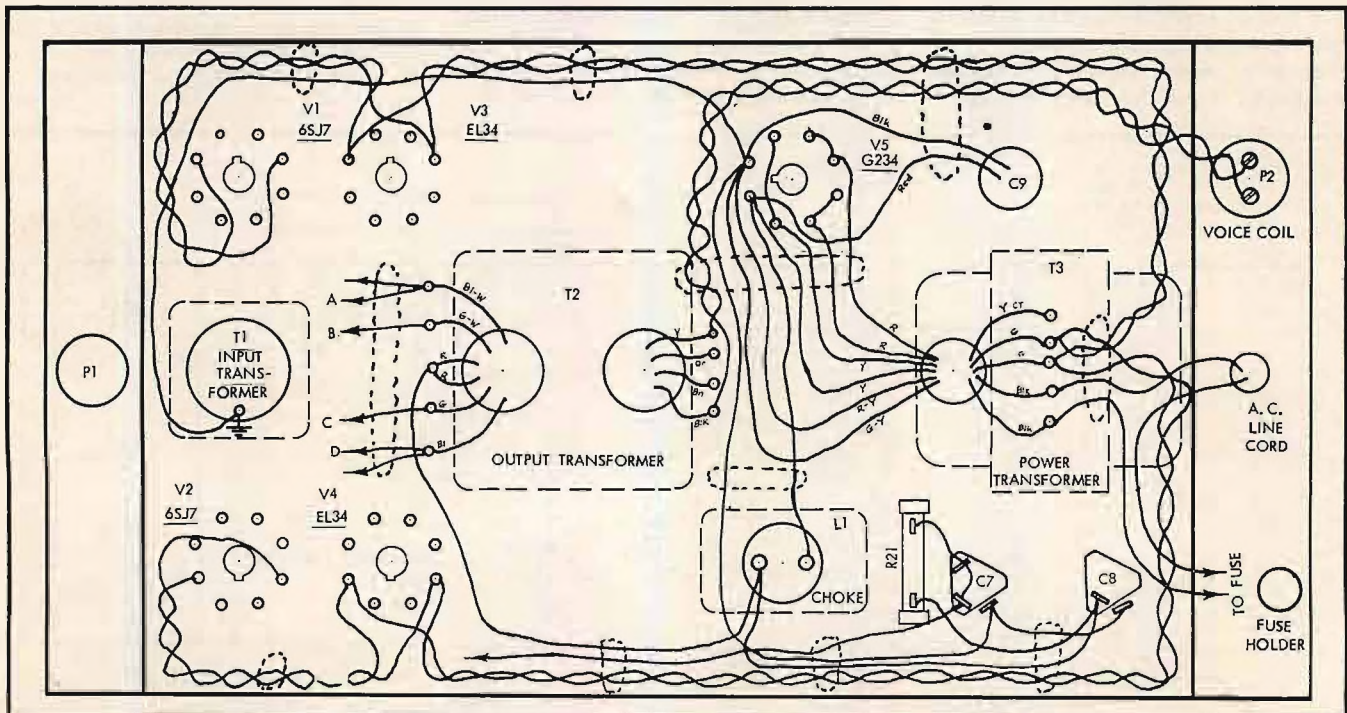 V1
6SJ7
V3
EL34
V5
G234
Blk
Red
C9
P2
VOICE COIL
A
B.
C
D
Bl-W
G-W
R
R
G
Bl
T2
OUTPUT TRANSFORMER
Y
Or
Bn
Blk
R
R
Y
Y
R-Y
G-Y
T3
Y CT
G
G
Blk
Blk
POWER
TRANSFORMER
P1
T1
INPUT
TRANS-
FORMER
A. C.
LINE
CORD
V2
6SJ7
V4
EL34
L1
CHOKE
R21
C7
C8
TO FUSE
FUSE
HOLDER